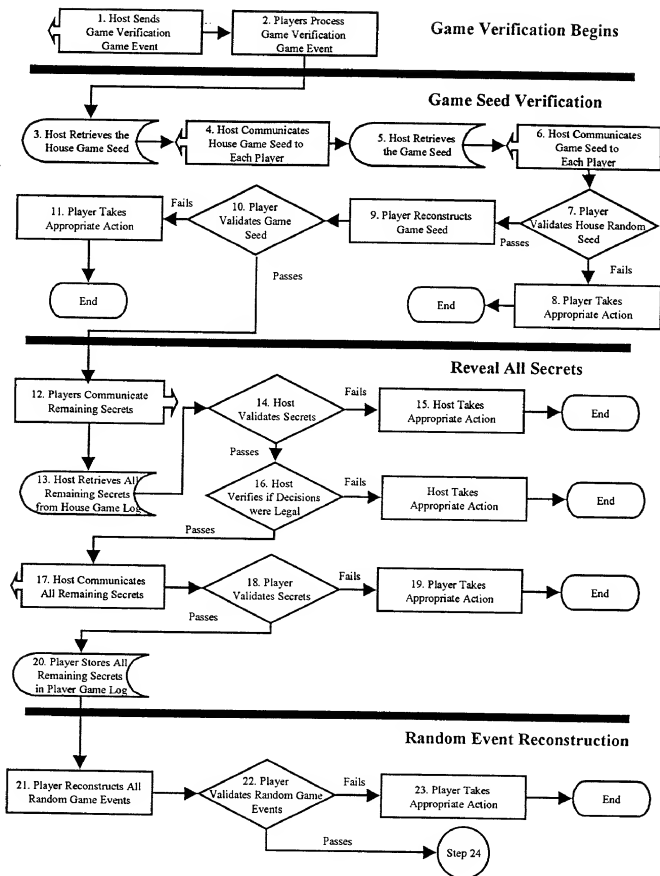 1. Host Sends
Game Verification
Game Event
2. Players Process
Game Verification
Game Event
Game Verification Begins
Game Seed Verification
3. Host Retrieves the
House Game Seed
4. Host Communicates
House Game Seed to
Each Player
5. Host Retrieves
the Game Seed
6. Host Communicates
Game Seed to
Each Player
7. Player
Validates House Random
Seed
Passes
Fails
8. Player Takes
Appropriate Action
End
9. Player Reconstructs
Game Seed
10. Player
Validates Game
Seed
Fails
Passes
11. Player Takes
Appropriate Action
End
Reveal All Secrets
12. Players Communicate
Remaining Secrets
13. Host Retrieves All
Remaining Secrets
from House Game Log
14. Host
Validates Secrets
Fails
Passes
15. Host Takes
Appropriate Action
End
16. Host
Verifies if Decisions
were Legal
Fails
Passes
Host Takes
Appropriate Action
End
17. Host Communicates
All Remaining Secrets
18. Player
Validates Secrets
Fails
Passes
19. Player Takes
Appropriate Action
End
20. Player Stores All
Remaining Secrets
in Player Game Log
Random Event Reconstruction
21. Player Reconstructs All
Random Game Events
22. Player
Validates Random Game
Events
Fails
Passes
23. Player Takes
Appropriate Action
End
Step 24